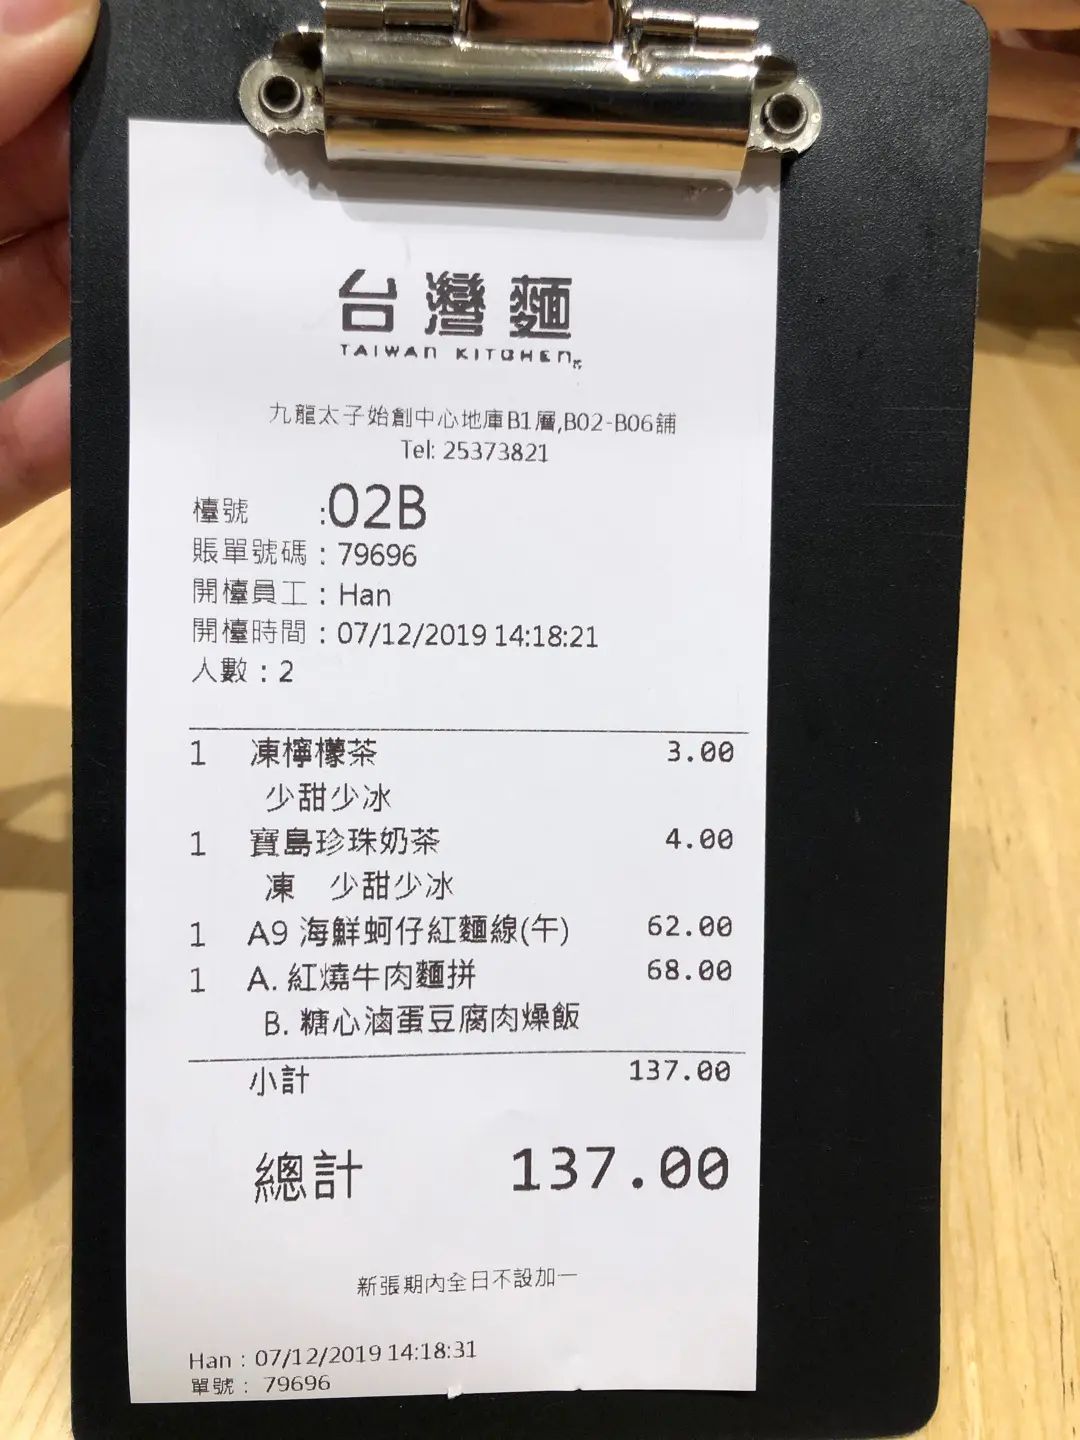 台灣麵
TAIWAN KITCHEN
九龍太子始創中心地庫B1層,B02-B06舖
Tel: 25373821
檯號 :02B
賬單號碼 : 79696
開檯員工 : Han
開檯時間 : 07/12/2019 14:18:21
人數 : 2
1 凍檸檬茶 3.00
少甜少冰
1 寶島珍珠奶茶 4.00
凍 少甜少冰
1 A9 海鮮蚵仔紅麵線(午) 62.00
1 A. 紅燒牛肉麵拼 68.00
B. 糖心滷蛋豆腐肉燥飯
小計 137.00
總計 137.00
新張期內全日不設加一
Han : 07/12/2019 14:18:31
單號 : 79696